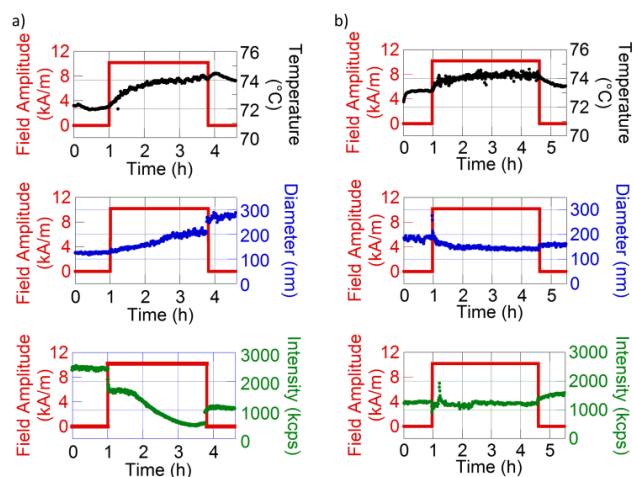 a)
Field Amplitude
(kA/m)
12
8
4
0
76
74
72
70
Temperature
(°C)
0 1 2 3 4
Time (h)
b)
Field Amplitude
(kA/m)
12
8
4
0
76
74
72
70
Temperature
(°C)
0 1 2 3 4 5
Time (h)
Field Amplitude
(kA/m)
12
8
4
0
300
200
100
0
Diameter
(nm)
0 1 2 3 4
Time (h)
Field Amplitude
(kA/m)
12
8
4
0
300
200
100
0
Diameter
(nm)
0 1 2 3 4 5
Time (h)
Field Amplitude
(kA/m)
12
8
4
0
3000
2000
1000
0
Intensity
(kcps)
0 1 2 3 4
Time (h)
Field Amplitude
(kA/m)
12
8
4
0
3000
2000
1000
0
Intensity
(kcps)
0 1 2 3 4 5
Time (h)